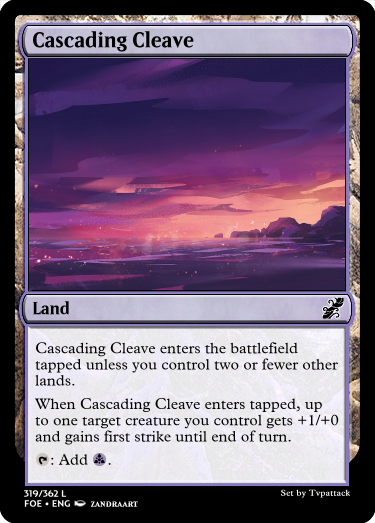 Cascading Cleave
Land
Cascading Cleave enters the battlefield
tapped unless you control two or fewer other
lands.
When Cascading Cleave enters tapped, up
to one target creature you control gets +1/+0
and gains first strike until end of turn.
: Add .
319/362 L
Set by Tvpattack
FOE • ENG ZANDRAART